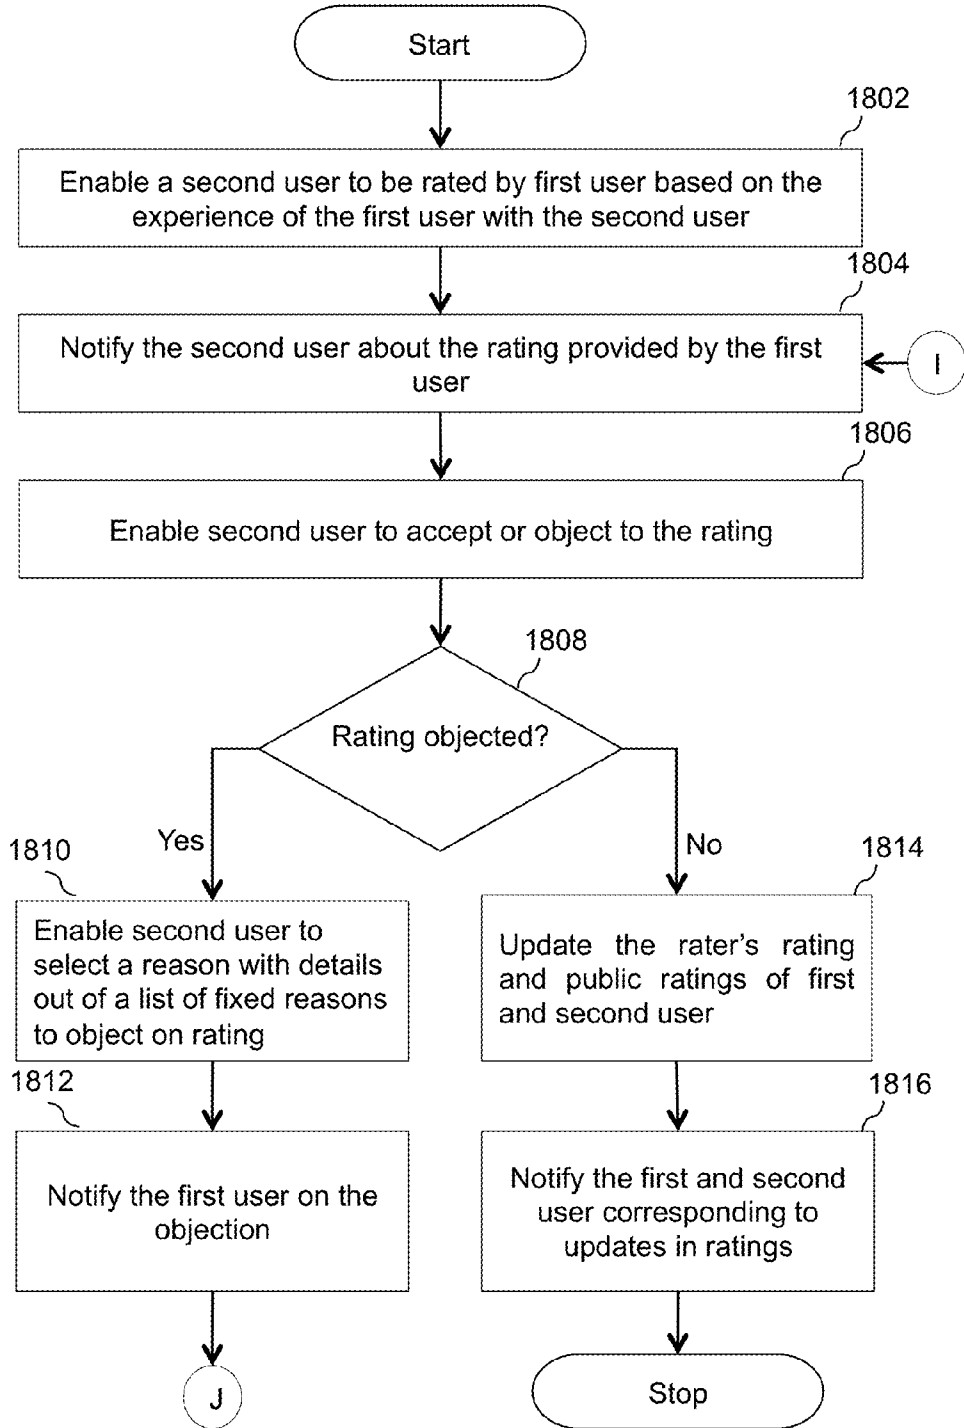 Start
1802
Enable a second user to be rated by first user based on the
experience of the first user with the second user
1804
Notify the second user about the rating provided by the first
user
I
1806
Enable second user to accept or object to the rating
1808
Rating objected?
Yes
No
1810
Enable second user to
select a reason with details
out of a list of fixed reasons
to object on rating
1814
Update the rater's rating
and public ratings of first
and second user
1812
Notify the first user on the
objection
1816
Notify the first and second
user corresponding to
updates in ratings
J
Stop